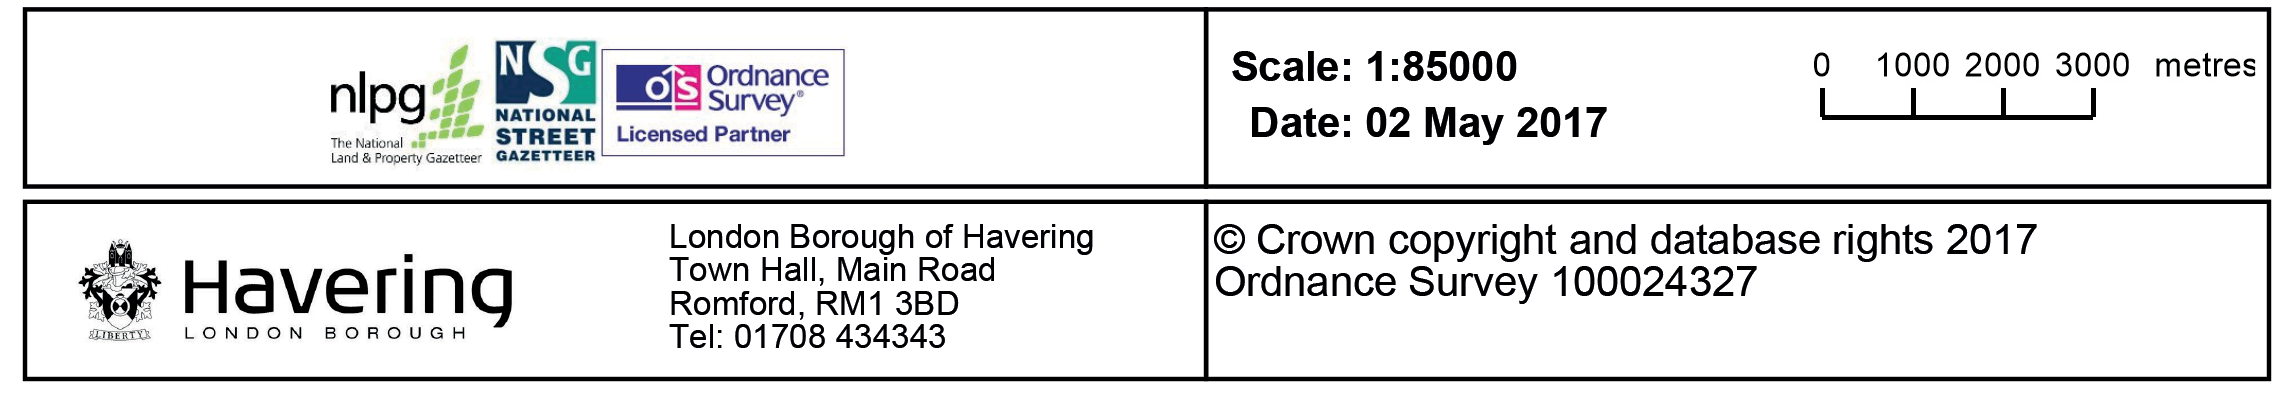 nlpg
The National
Land & Property Gazetteer
NSG
NATIONAL
STREET
GAZETTEER
OS
Ordnance
Survey®
Licensed Partner
Scale: 1:85000
Date: 02 May 2017
0 1000 2000 3000 metres
LIBERTY
Havering
LONDON BOROUGH
London Borough of Havering
Town Hall, Main Road
Romford, RM1 3BD
Tel: 01708 434343
© Crown copyright and database rights 2017
Ordnance Survey 100024327